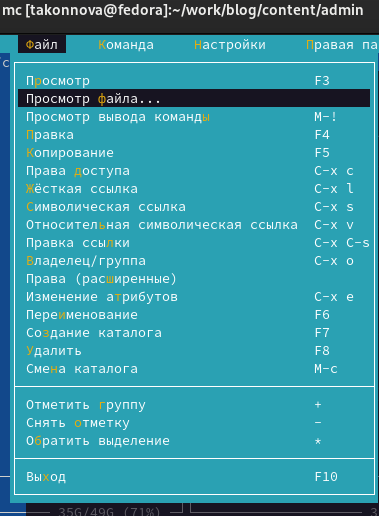 mc [takonnova@fedora]:~/work/blog/content/admin
Файл Команда Настройки Правая па
Просмотр F3
Просмотр файла...
Просмотр вывода команды M-!
Правка F4
Копирование F5
Права доступа C-x c
Жёсткая ссылка C-x l
Символическая ссылка C-x s
Относительная символическая ссылка C-x v
Правка ссылки C-x C-s
Владелец/группа C-x o
Права (расширенные)
Изменение атрибутов C-x e
Переименование F6
Создание каталога F7
Удалить F8
Смена каталога M-c
Отметить группу +
Снять отметку -
Обратить выделение *
Выход F10
35G/49G (71%)